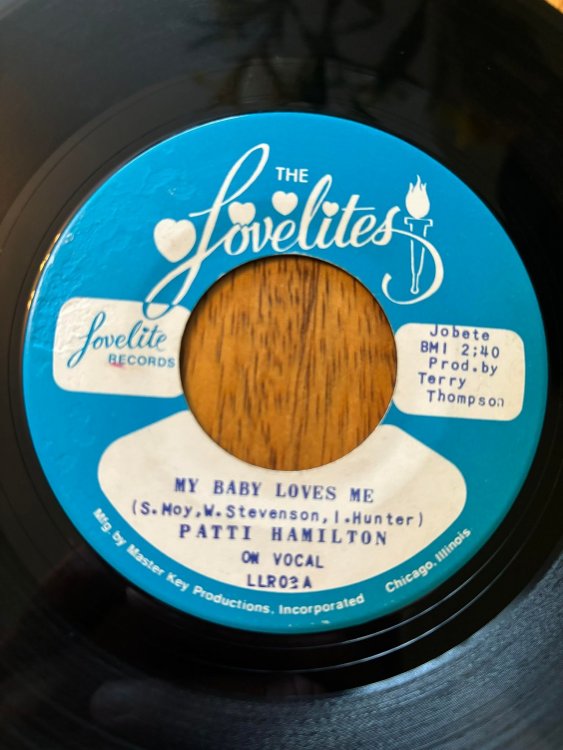 THE
Lovelites
Lovelite
RECORDS
Jobete
BMI 2;40
Prod.by
Terry
Thompson
MY BABY LOVES ME
(S.Moy,W.Stevenson,I.Hunter)
PATTI HAMILTON
ON VOCAL
LLR02A
Mfg. by Master Key Productions, Incorporated Chicago, Illinois